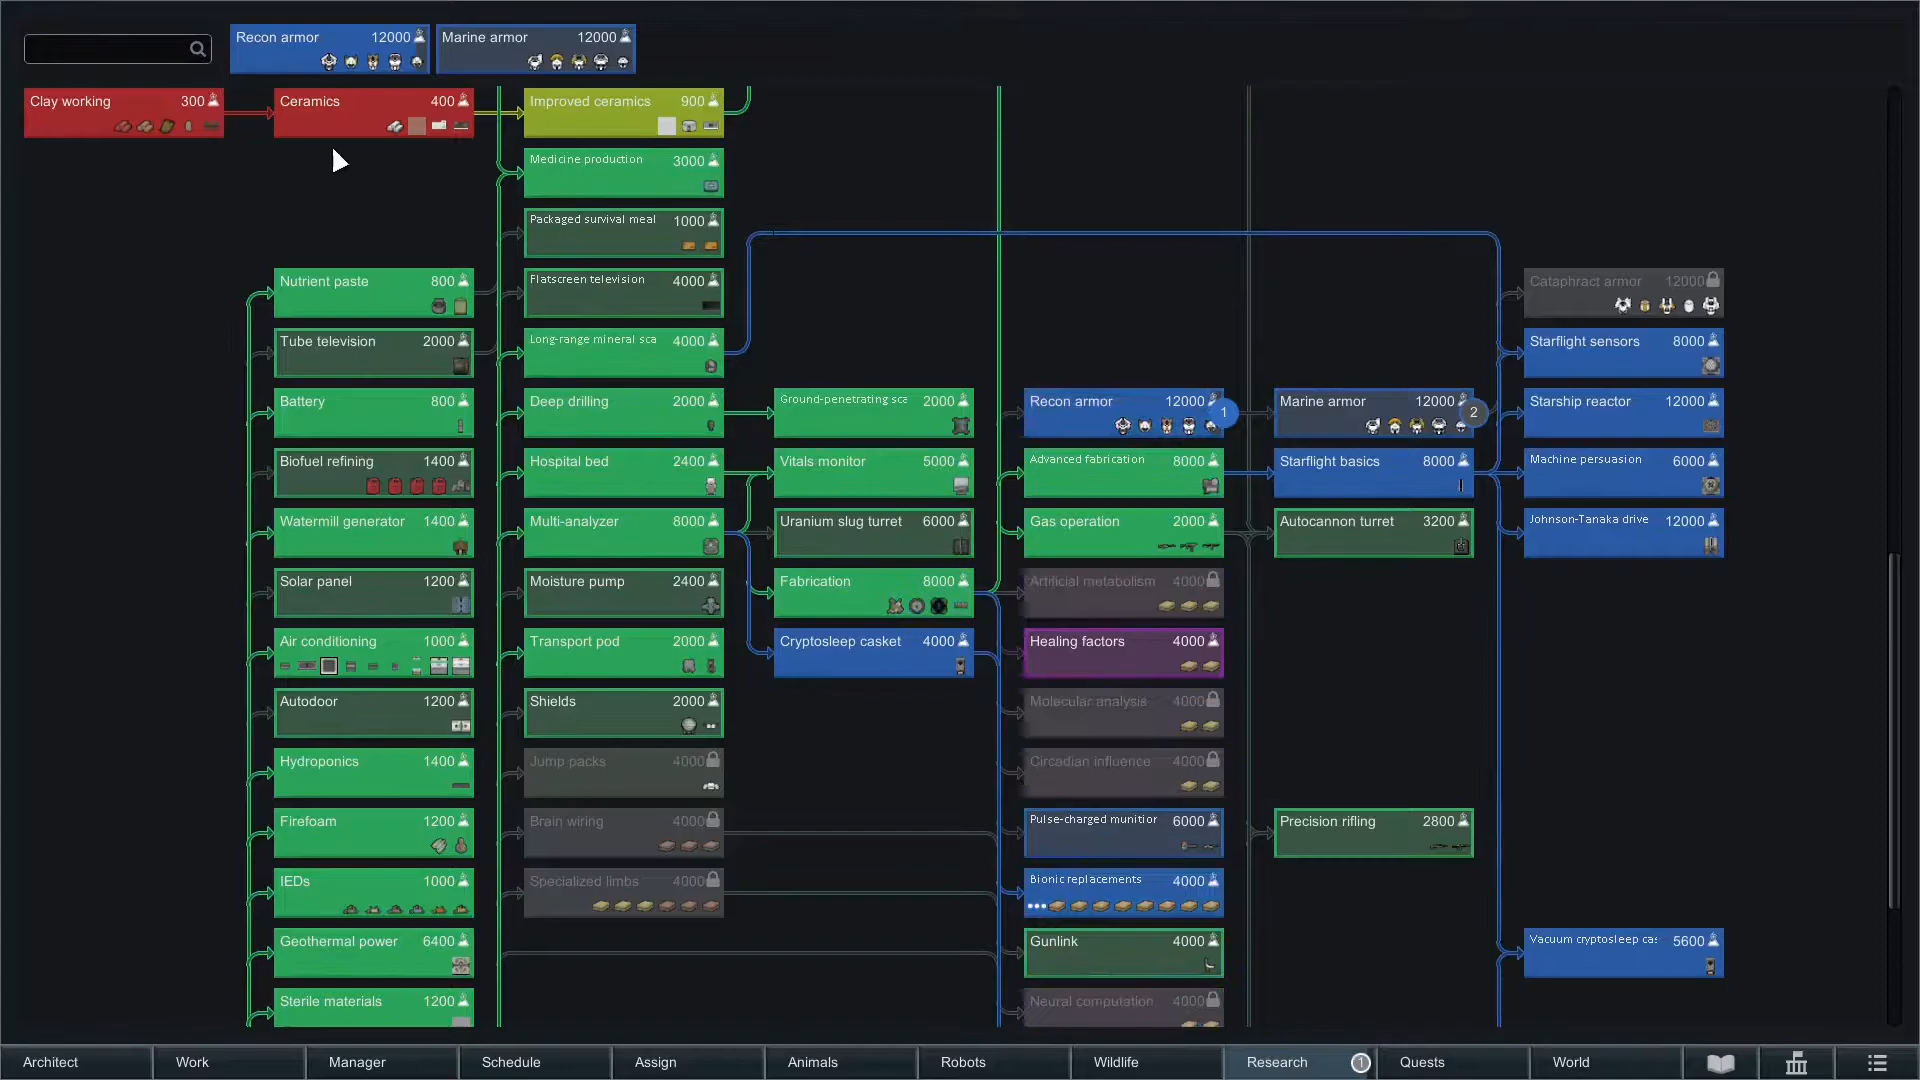 Recon armor 12000
Marine armor 12000
Clay working 300
Ceramics 400
Improved ceramics 900
Medicine production 3000
Packaged survival meal 1000
Nutrient paste 800
Flatscreen television 4000
Cataphract armor 12000
Tube television 2000
Long-range mineral sca 4000
Starflight sensors 8000
Battery 800
Deep drilling 2000
Ground-penetrating sca 2000
Recon armor 12000
1
Marine armor 12000
2
Starship reactor 12000
Biofuel refining 1400
Hospital bed 2400
Vitals monitor 5000
Advanced fabrication 8000
Starflight basics 8000
Machine persuasion 6000
Watermill generator 1400
Multi-analyzer 8000
Uranium slug turret 6000
Gas operation 2000
Autocannon turret 3200
Johnson-Tanaka drive 12000
Solar panel 1200
Moisture pump 2400
Fabrication 8000
Artificial metabolism 4000
Air conditioning 1000
Transport pod 2000
Cryptosleep casket 4000
Healing factors 4000
Autodoor 1200
Shields 2000
Molecular analysis 4000
Hydroponics 1400
Jump packs 4000
Circadian influence 4000
Firefoam 1200
Brain wiring 4000
Pulse-charged munition 6000
Precision rifling 2800
IEDs 1000
Specialized limbs 4000
Bionic replacements 4000
Geothermal power 6400
Gunlink 4000
Vacuum cryptosleep cas 5600
Sterile materials 1200
Neural computation 4000
Architect Work Manager Schedule Assign Animals Robots Wildlife Research 1 Quests World